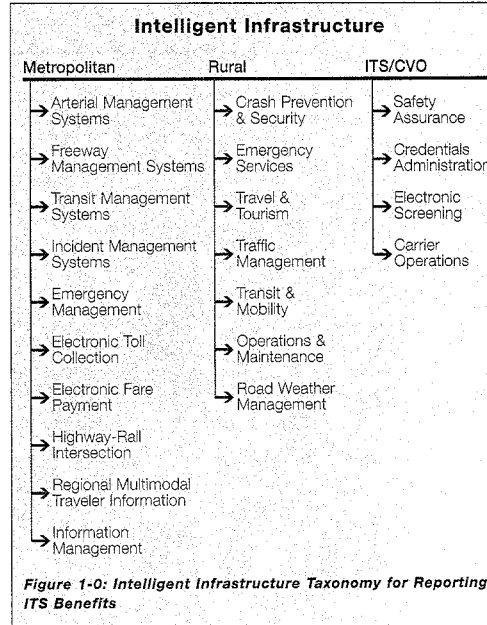 Intelligent Infrastructure
Metropolitan
Arterial Management
Systems
Freeway
Management Systems
Transit Management
Systems
Incident Management
Systems
Emergency
Management
Electronic Toll
Collection
Electronic Fare
Payment
Highway-Rail
Intersection
Regional Multimodal
Traveler Information
Information
Management
Rural
Crash Prevention
& Security
Emergency
Services
Travel &
Tourism
Traffic
Management
Transit &
Mobility
Operations &
Maintenance
Road Weather
Management
ITS/CVO
Safety
Assurance
Credentials
Administration
Electronic
Screening
Carrier
Operations
Figure 1-0: Intelligent Infrastructure Taxonomy for Reporting
ITS Benefits